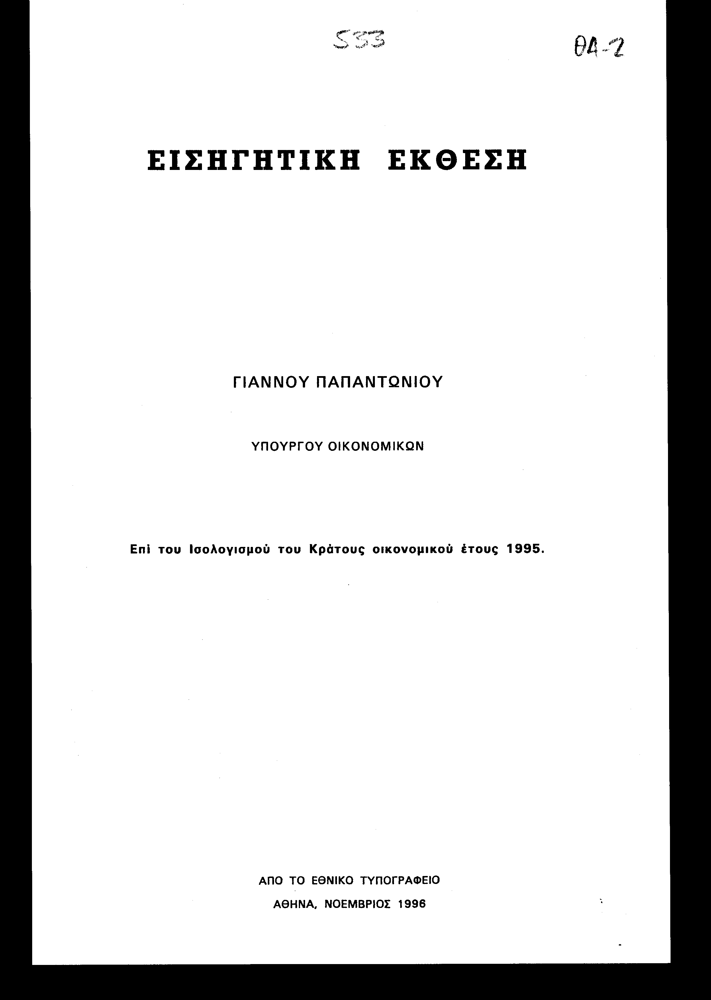 533
ΘΔ-2
ΕΙΣΗΓΗΤΙΚΗ ΕΚΘΕΣΗ
ΓΙΑΝΝΟΥ ΠΑΠΑΝΤΩΝΙΟΥ
ΥΠΟΥΡΓΟΥ ΟΙΚΟΝΟΜΙΚΩΝ
Επί του Ισολογισμού του Κράτους οικονομικού έτους 1995.
ΑΠΟ ΤΟ ΕΘΝΙΚΟ ΤΥΠΟΓΡΑΦΕΙΟ
ΑΘΗΝΑ, ΝΟΕΜΒΡΙΟΣ 1996